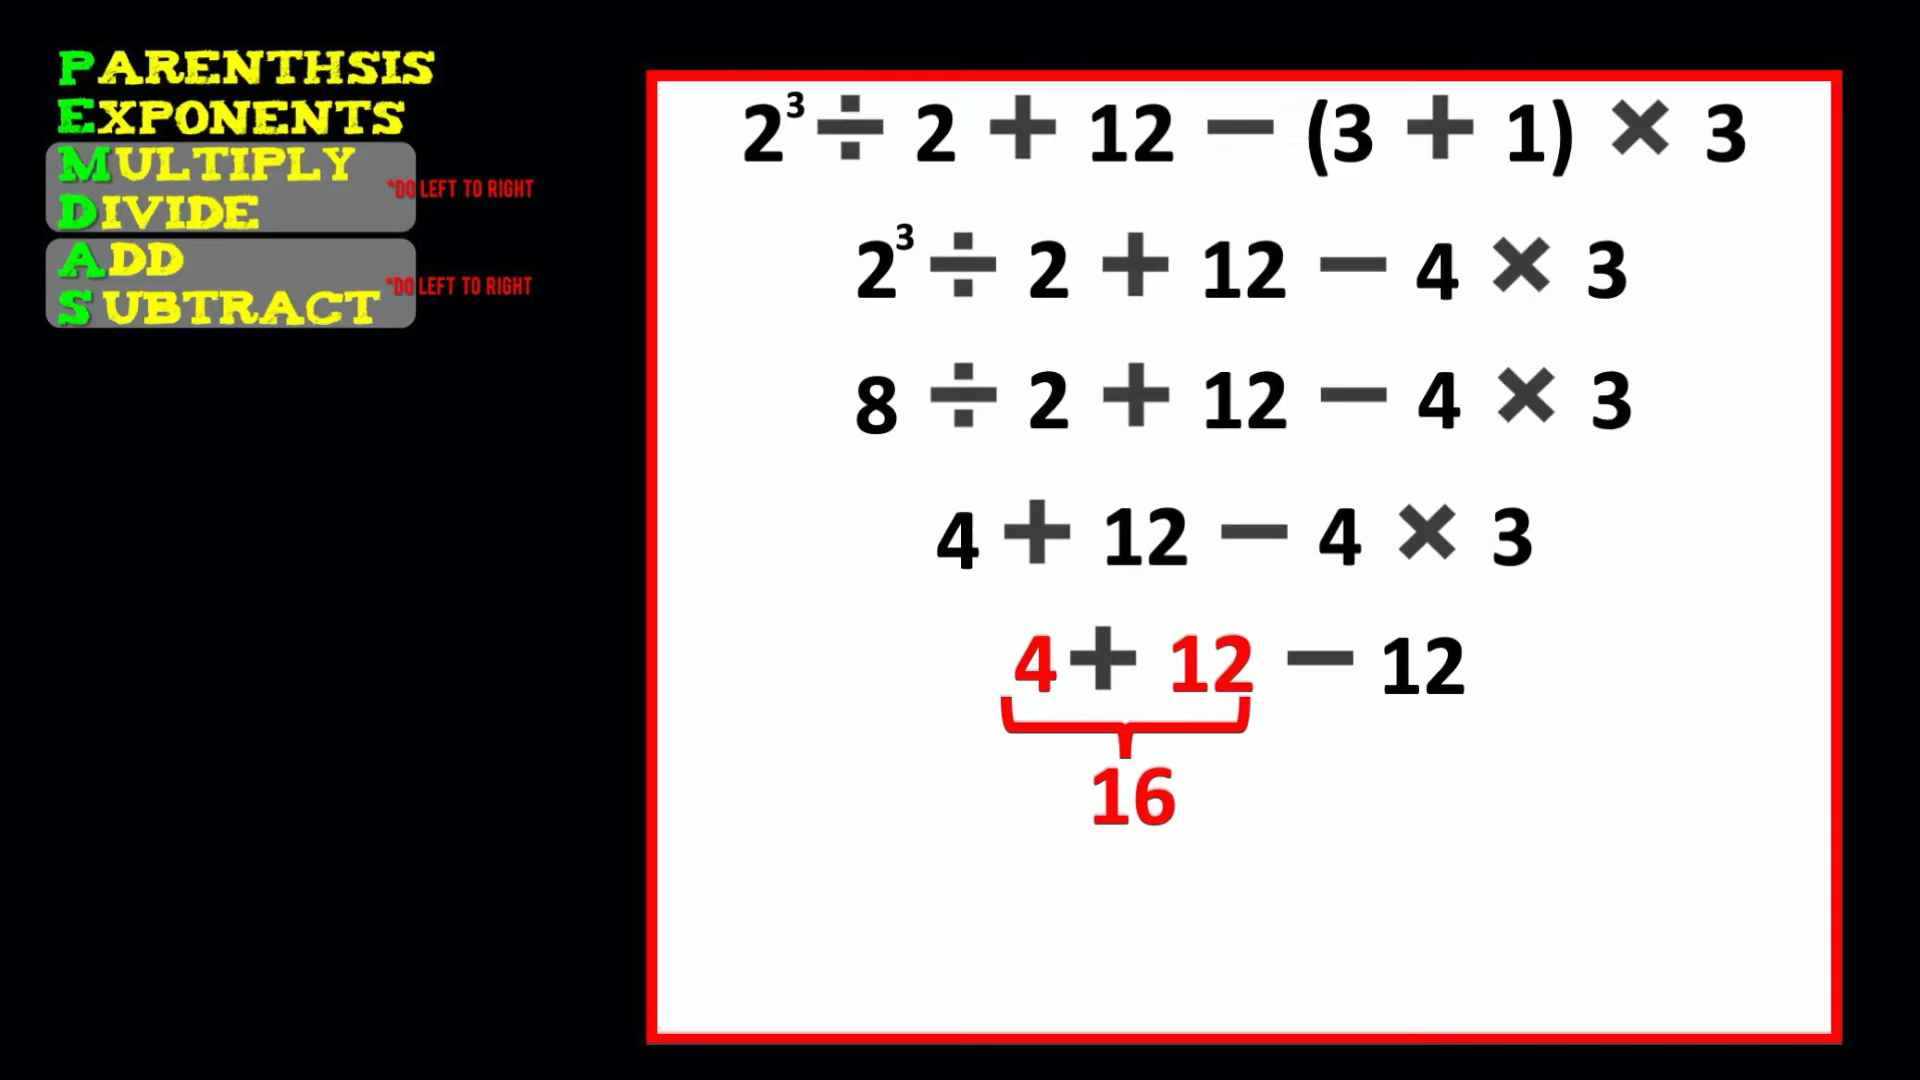 PARENTHSIS
EXPONENTS
MULTIPLY
DIVIDE
*DO LEFT TO RIGHT
ADD
SUBTRACT
*DO LEFT TO RIGHT
2³ ÷ 2 + 12 − (3 + 1) × 3
2³ ÷ 2 + 12 − 4 × 3
8 ÷ 2 + 12 − 4 × 3
4 + 12 − 4 × 3
4 + 12 − 12
16